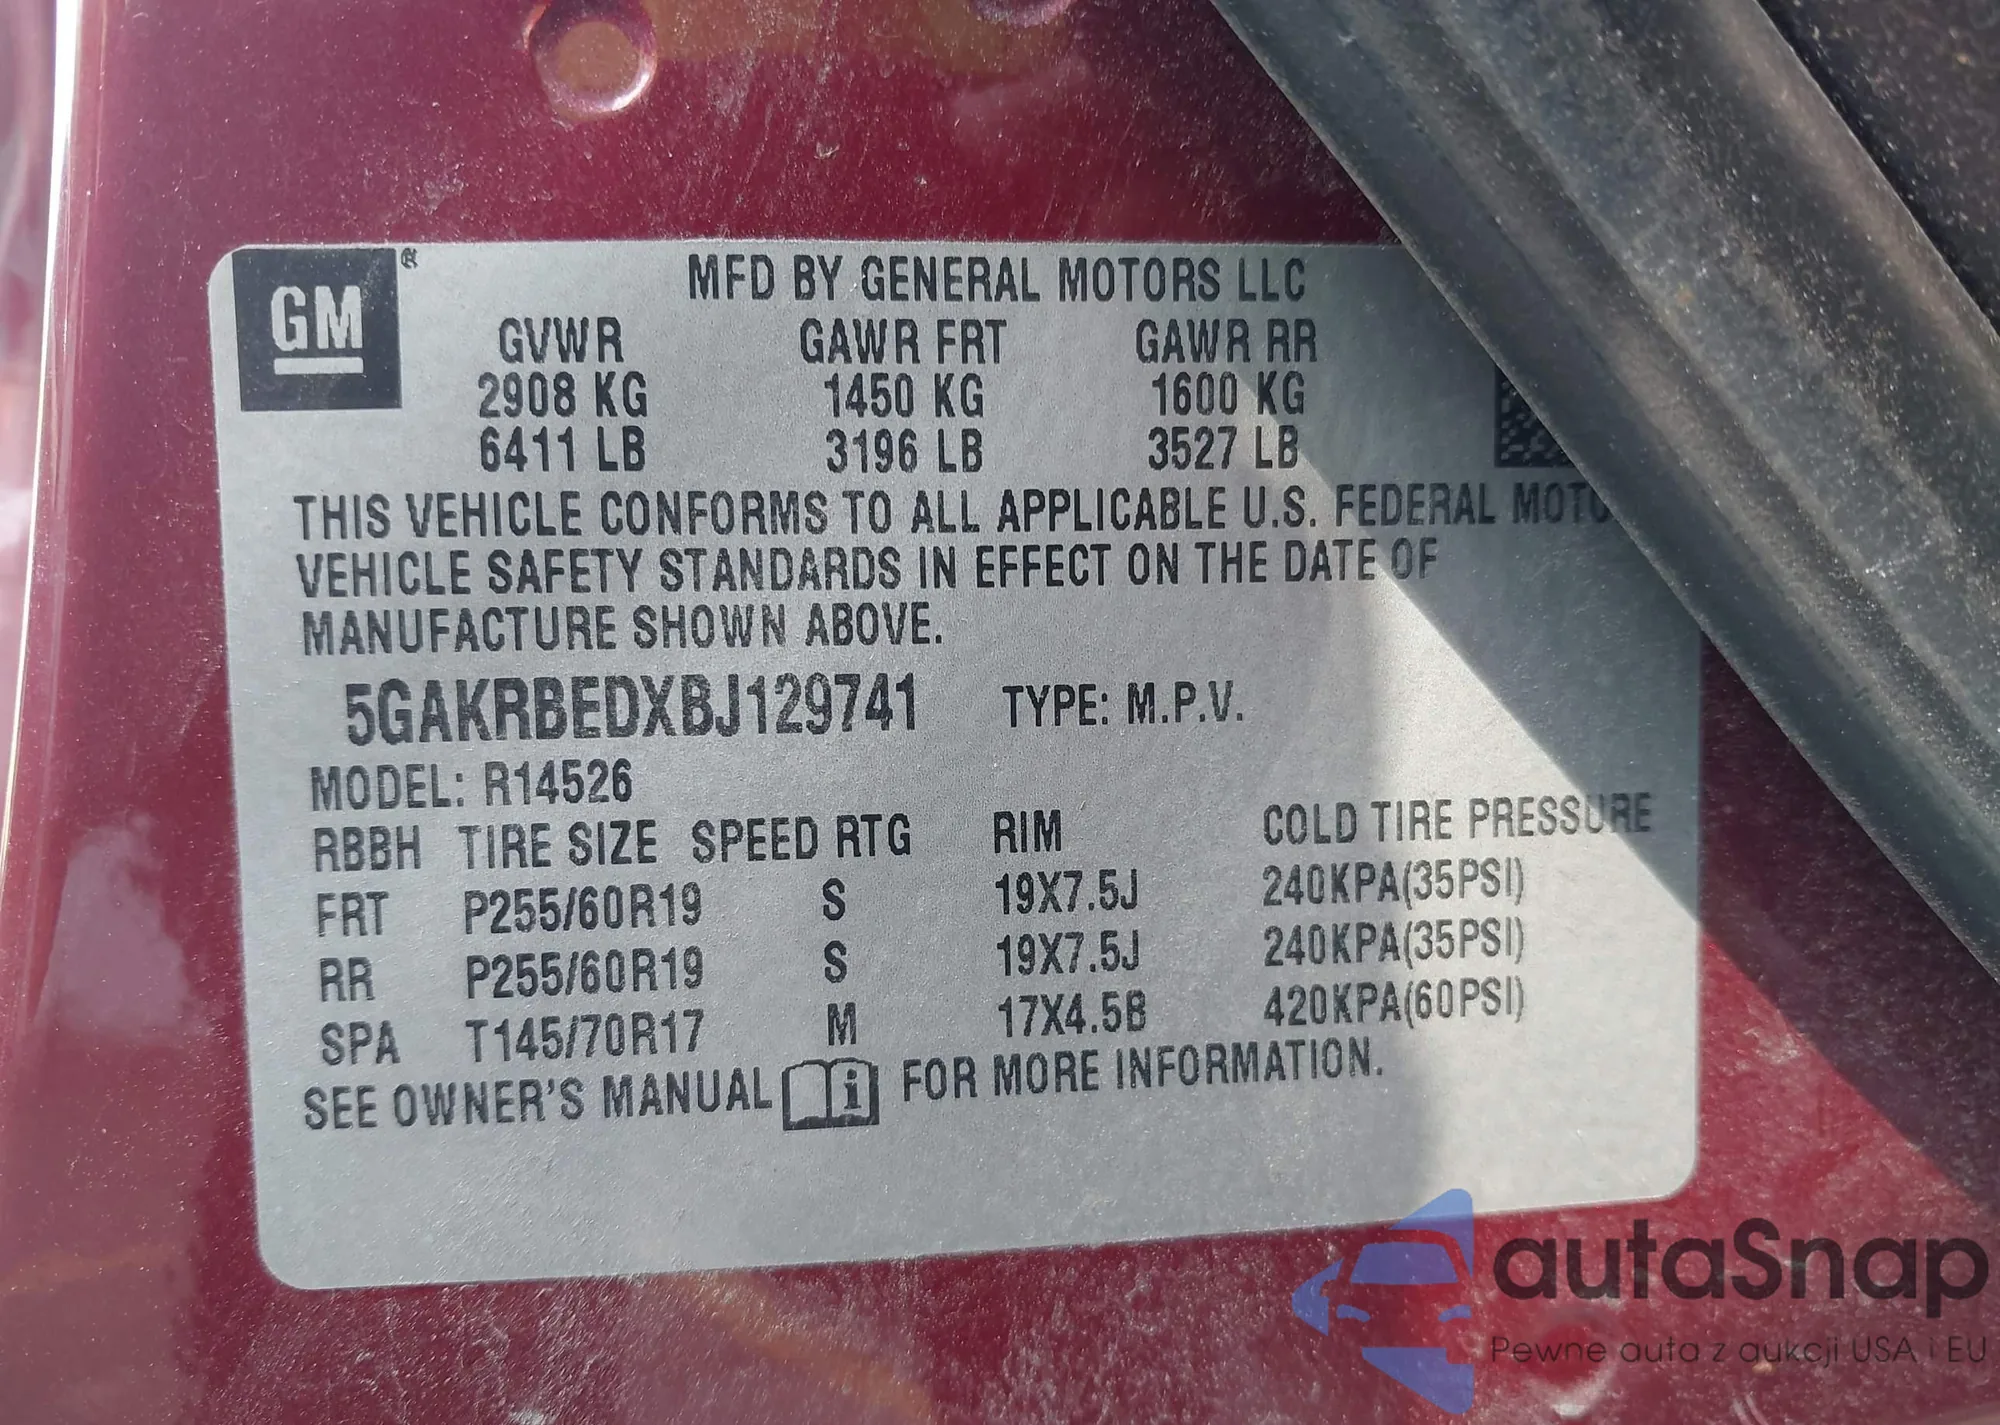 GM ®
MFD BY GENERAL MOTORS LLC
GVWR GAWR FRT GAWR RR
2908 KG 1450 KG 1600 KG
6411 LB 3196 LB 3527 LB
THIS VEHICLE CONFORMS TO ALL APPLICABLE U.S. FEDERAL MOTO
VEHICLE SAFETY STANDARDS IN EFFECT ON THE DATE OF
MANUFACTURE SHOWN ABOVE.
5GAKRBEDXBJ129741 TYPE: M.P.V.
MODEL: R14526
RBBH TIRE SIZE SPEED RTG RIM COLD TIRE PRESSURE
FRT P255/60R19 S 19X7.5J 240KPA(35PSI)
RR P255/60R19 S 19X7.5J 240KPA(35PSI)
SPA T145/70R17 M 17X4.5B 420KPA(60PSI)
SEE OWNER'S MANUAL i FOR MORE INFORMATION.
autaSnap
Pewne auta z aukcji USA i EU